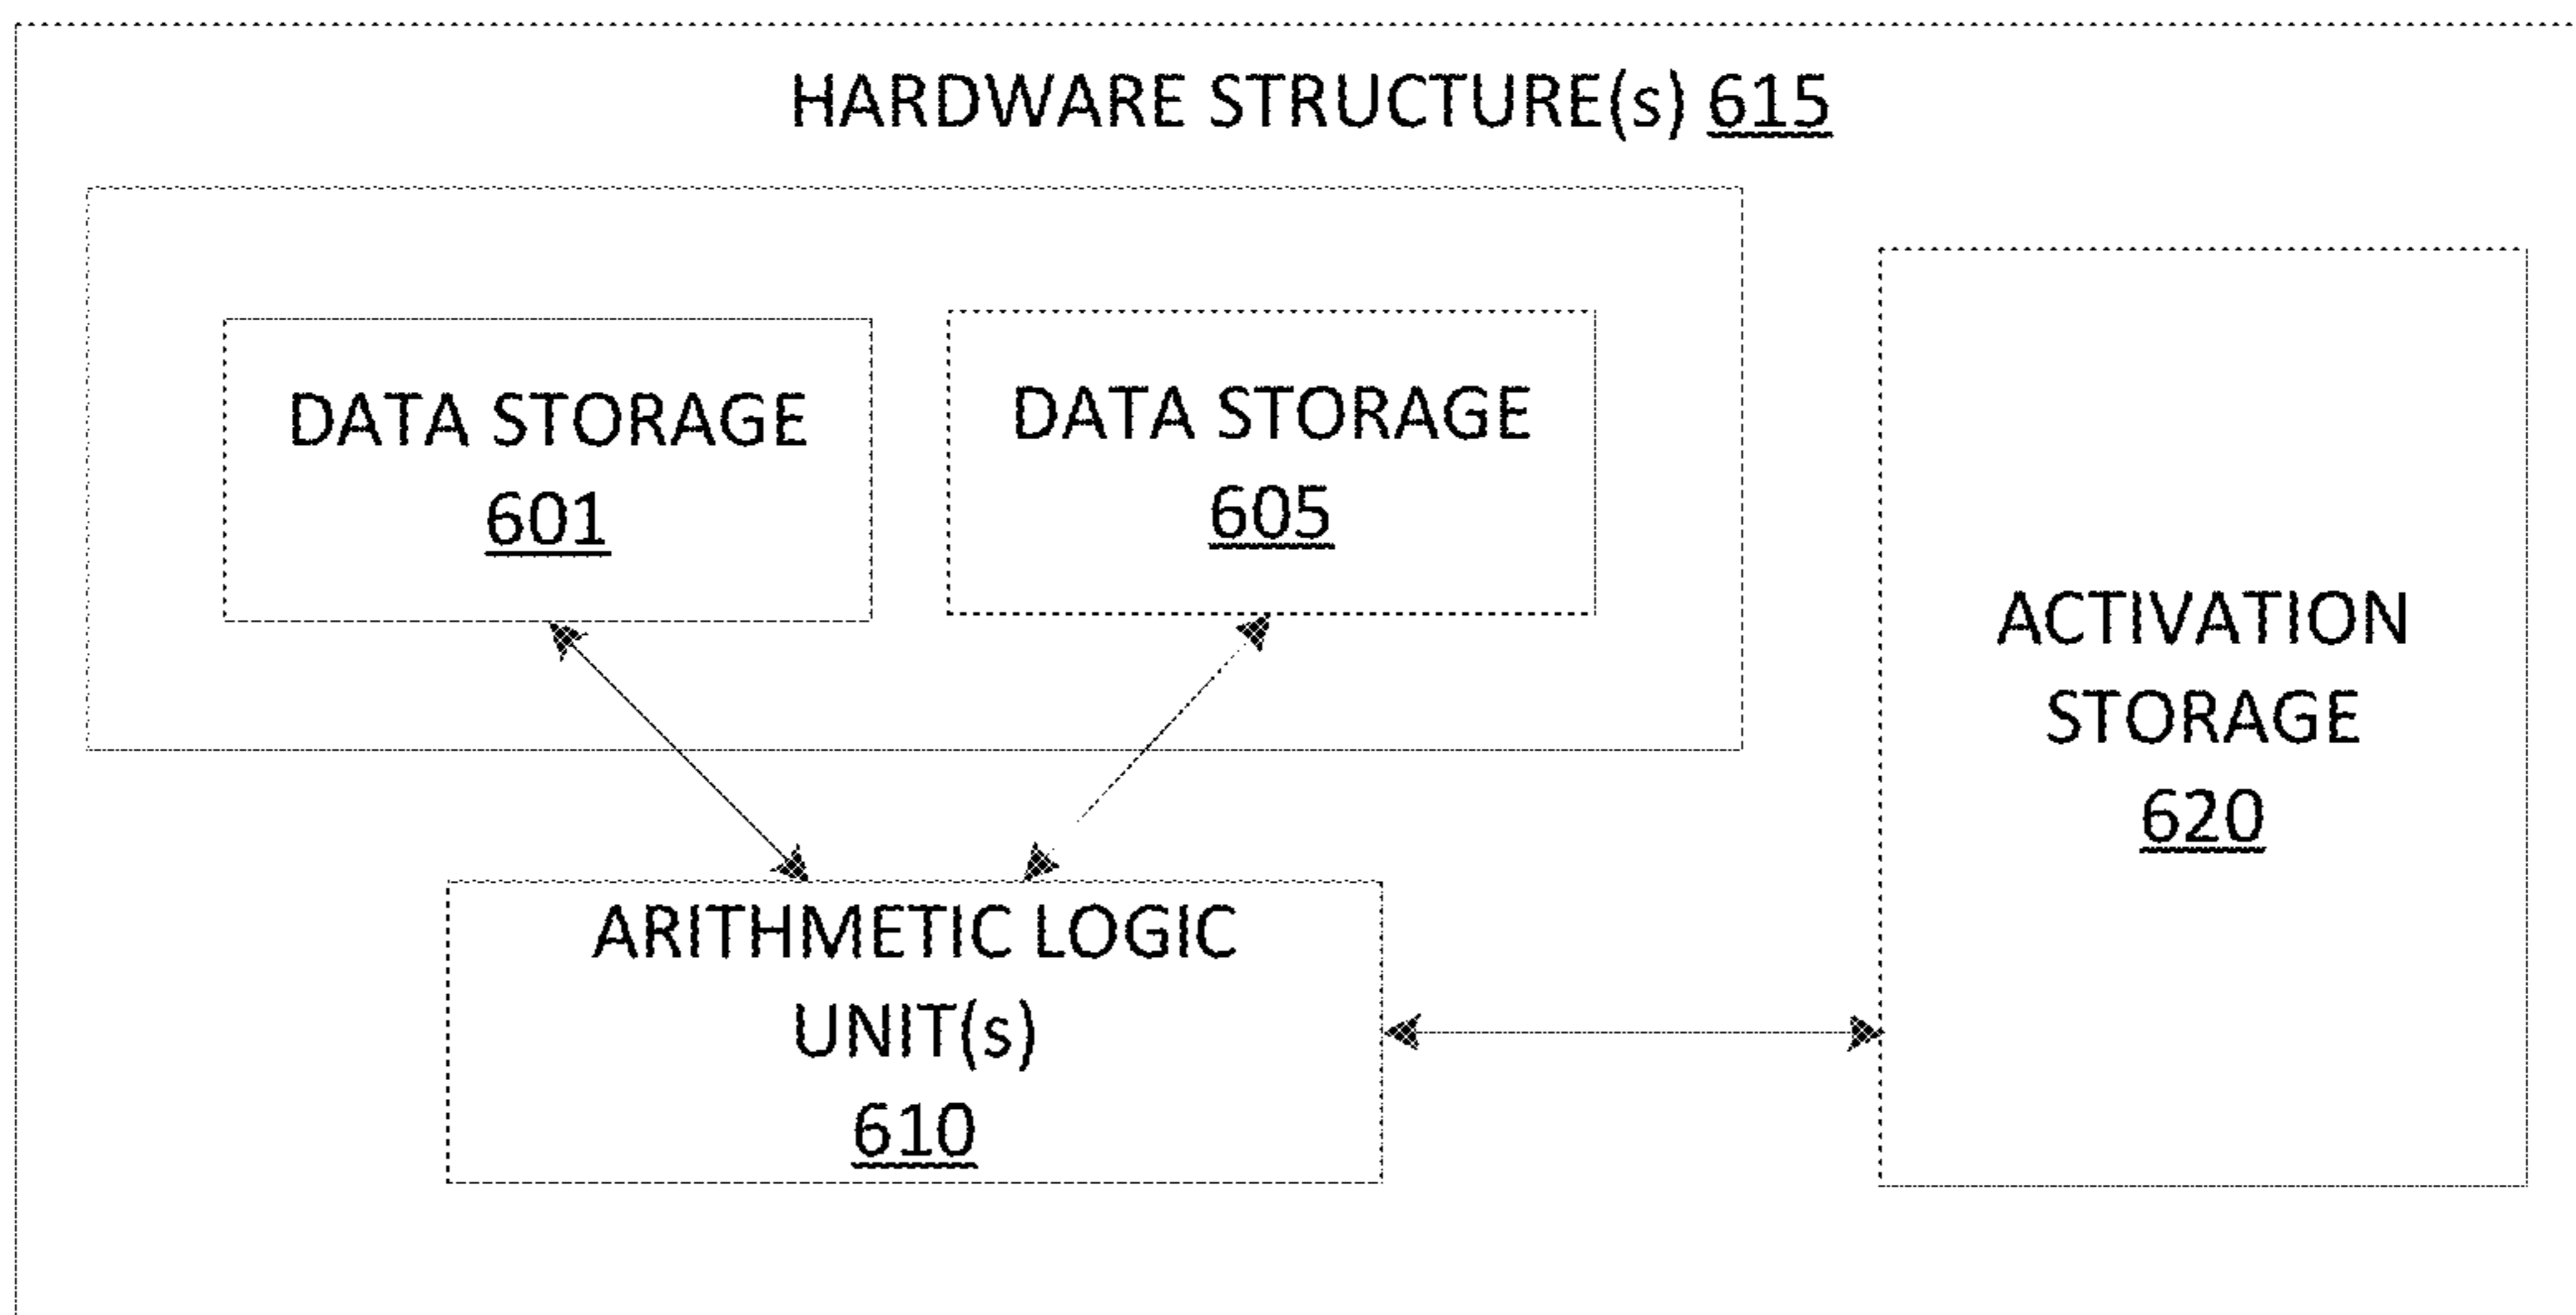 HARDWARE STRUCTURE(s) 615
DATA STORAGE
601
DATA STORAGE
605
ACTIVATION
STORAGE
620
ARITHMETIC LOGIC
UNIT(s)
610